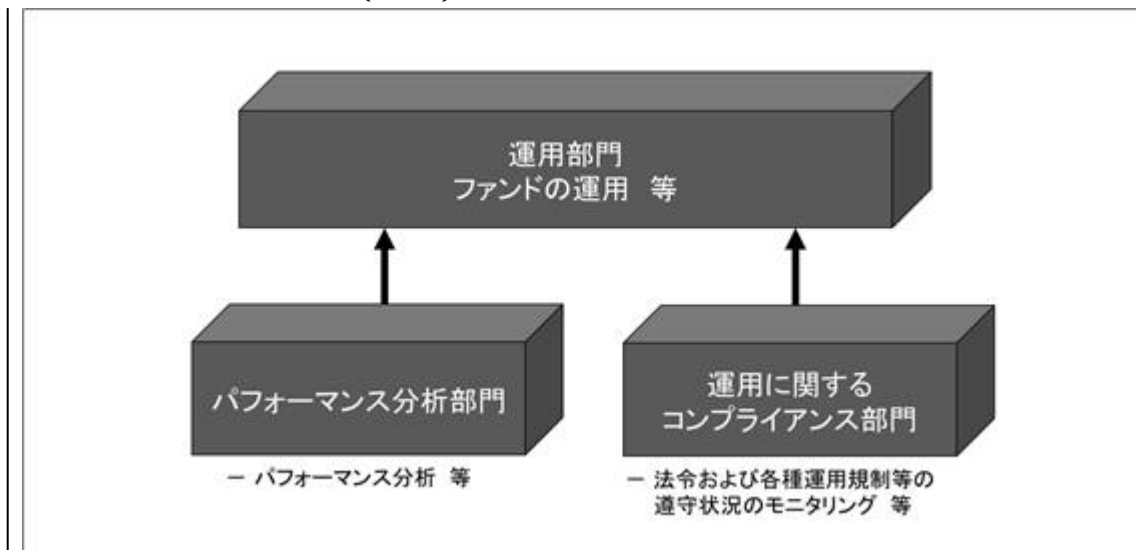 運用部門
ファンドの運用 等
パフォーマンス分析部門
－ パフォーマンス分析 等
運用に関する
コンプライアンス部門
－ 法令および各種運用規制等の
遵守状況のモニタリング 等